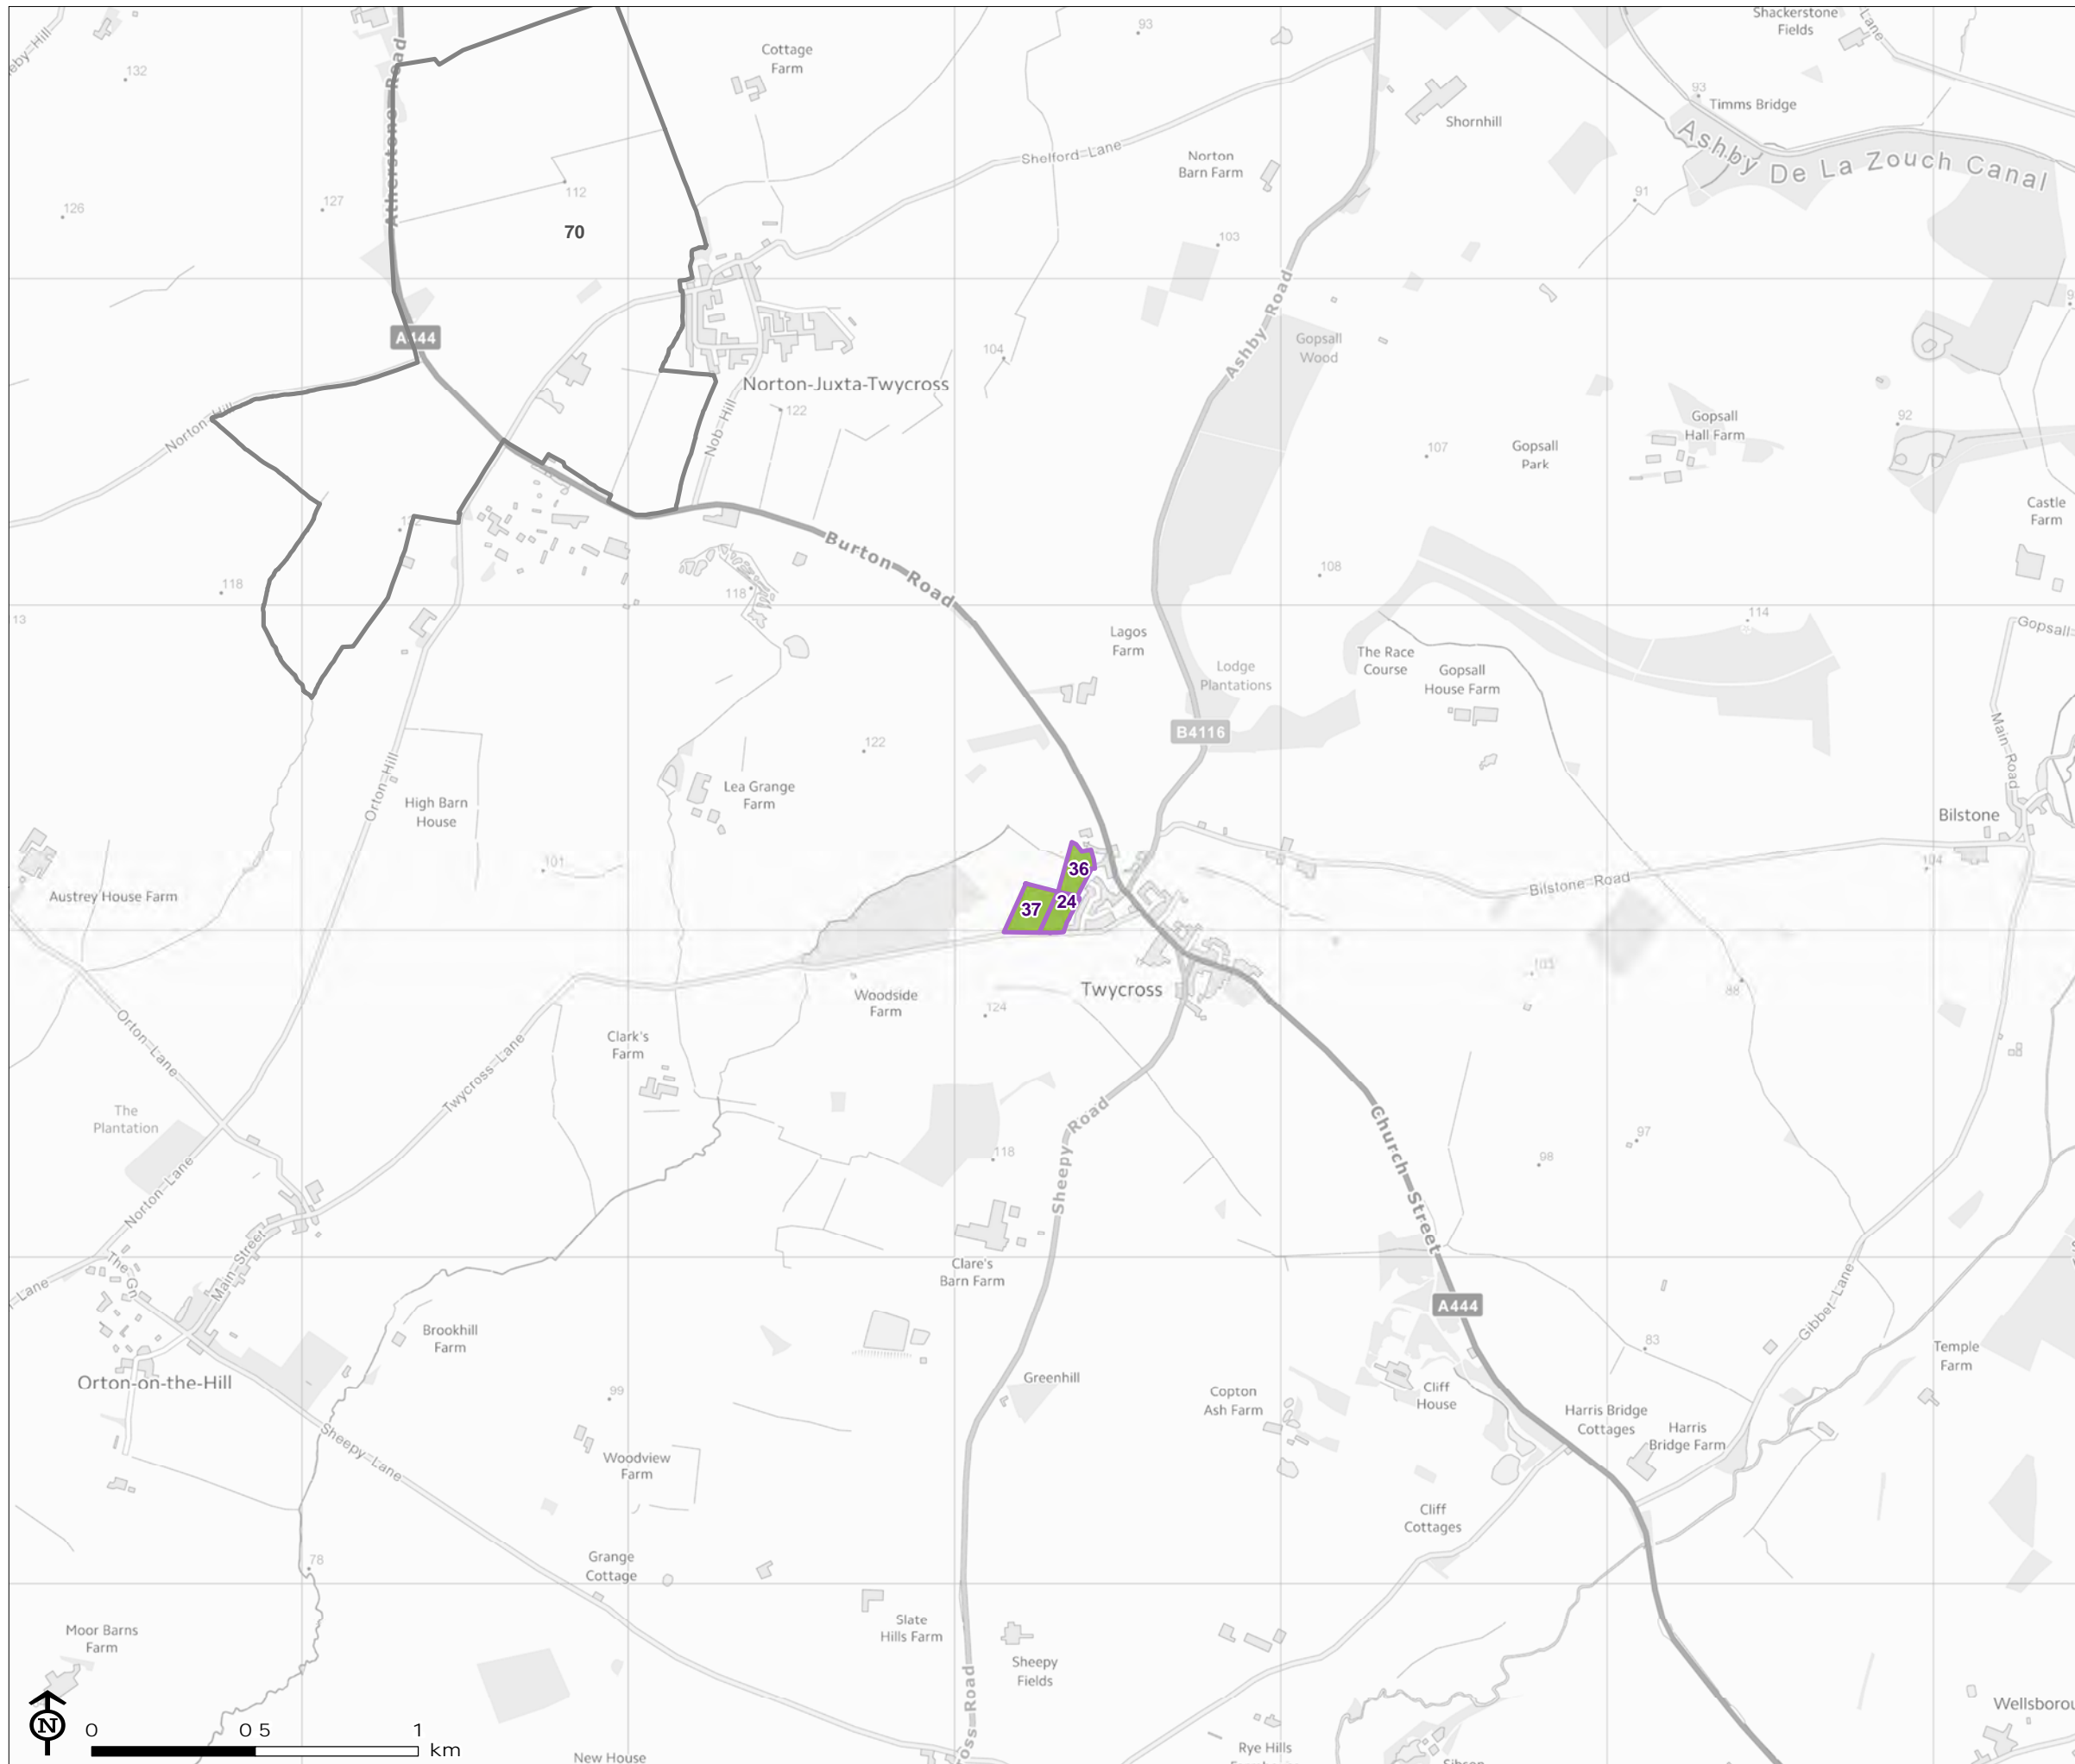 Shackerstone
Fields
Lane
93
Cottage
Farm
132
Atherstone Road
93
Timms Bridge
Shornhill
Ashby De La Zouch Canal
Shelford Lane
Norton
Barn Farm
112
91
127
126
70
103
Ashby Road
A444
Gopsall
Wood
104
Norton-Juxta-Twycross
122
Norton Hill
Nob Hill
Gopsall
Hall Farm
92
Gopsall
Park
107
Castle
Farm
Burton Road
108
118
118
114
13
Gopsall
Lagos
Farm
The Race
Course
Gopsall
House Farm
Lodge
Plantations
B4116
122
Main Road
Orton Hill
Lea Grange
Farm
High Barn
House
Bilstone
36
101
104
Bilstone Road
Austrey House Farm
24
37
Twycross
88
Woodside
Farm
124
Orton Lane
Clark's
Farm
Twycross Lane
The
Plantation
Sheepy Road
Church Street
97
118
98
Norton Lane
Main Street
The Gn
Clare's
Barn Farm
Lane
A444
Gibbet Lane
Brookhill
Farm
83
Temple
Farm
Orton-on-the-Hill
Greenhill
99
Copton
Ash Farm
Cliff
House
Harris Bridge
Cottages
Harris
Bridge Farm
Sheepy Lane
Woodview
Farm
Cliff
Cottages
78
Grange
Cottage
Slate
Hills Farm
Moor Barns
Farm
Sheepy
Fields
oss Road
Wellsborou
N
0
0 5
1
km
New House
Rye Hills